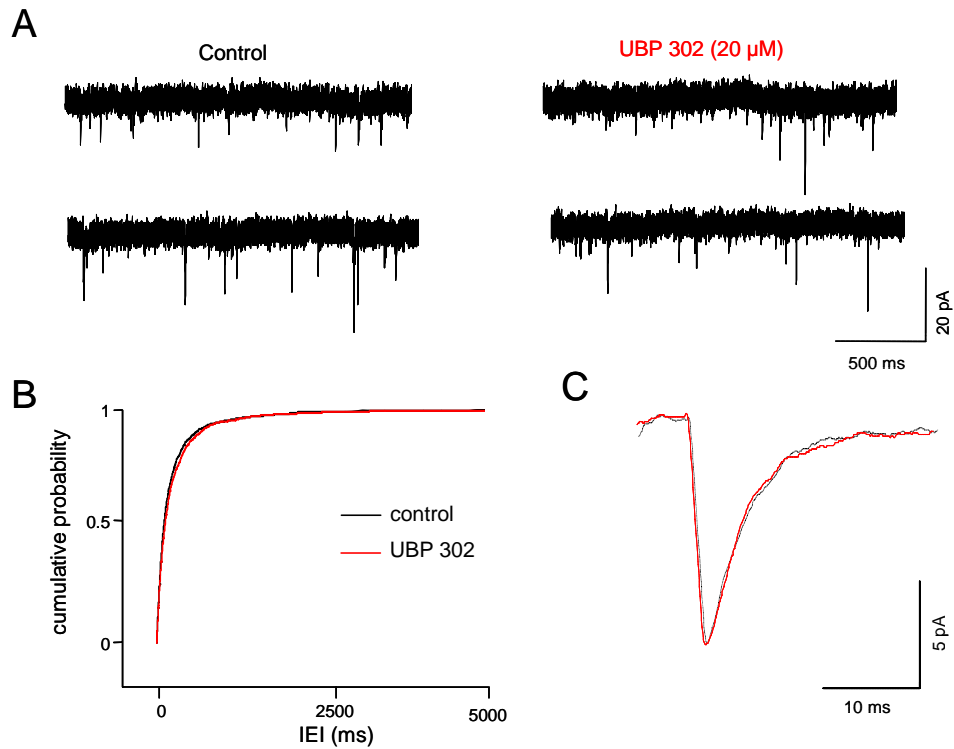 A
Control
UBP 302 (20 µM)
20 pA
500 ms
B
cumulative probability
1
0.5
0
control
UBP 302
0
2500
5000
IEI (ms)
C
5 pA
10 ms